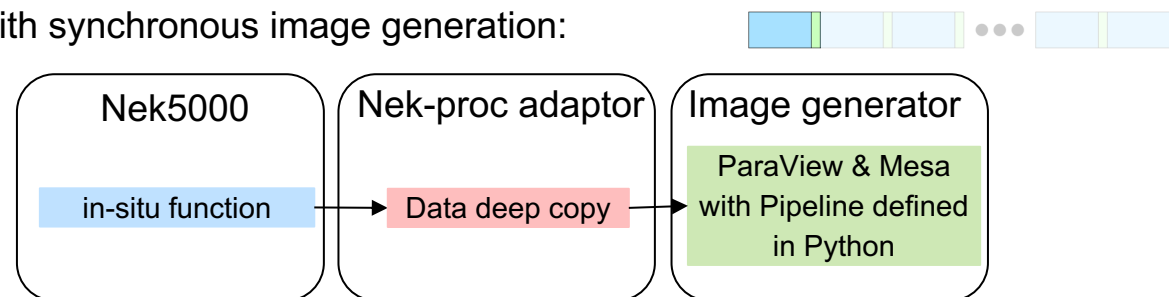 ith synchronous image generation:
Nek5000
Nek-proc adaptor
Image generator
in-situ function
Data deep copy
ParaView & Mesa
with Pipeline defined
in Python